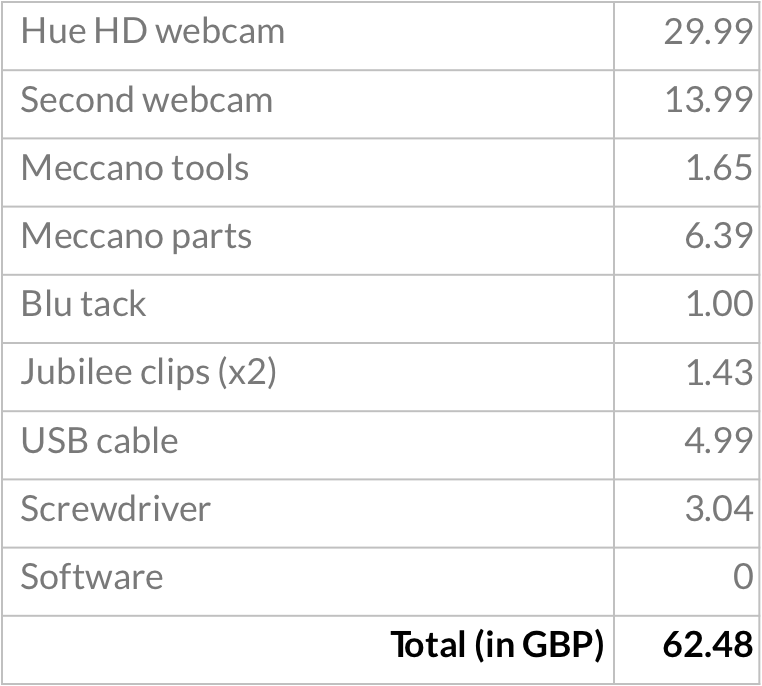 Hue HD webcam 29.99
Second webcam 13.99
Meccano tools 1.65
Meccano parts 6.39
Blu tack 1.00
Jubilee clips (x2) 1.43
USB cable 4.99
Screwdriver 3.04
Software 0
Total (in GBP) 62.48